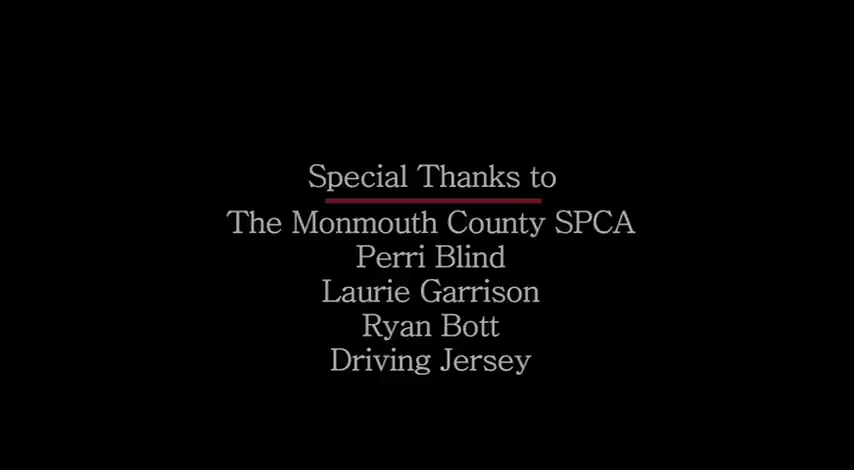 Special Thanks to
The Monmouth County SPCA
Perri Blind
Laurie Garrison
Ryan Bott
Driving Jersey